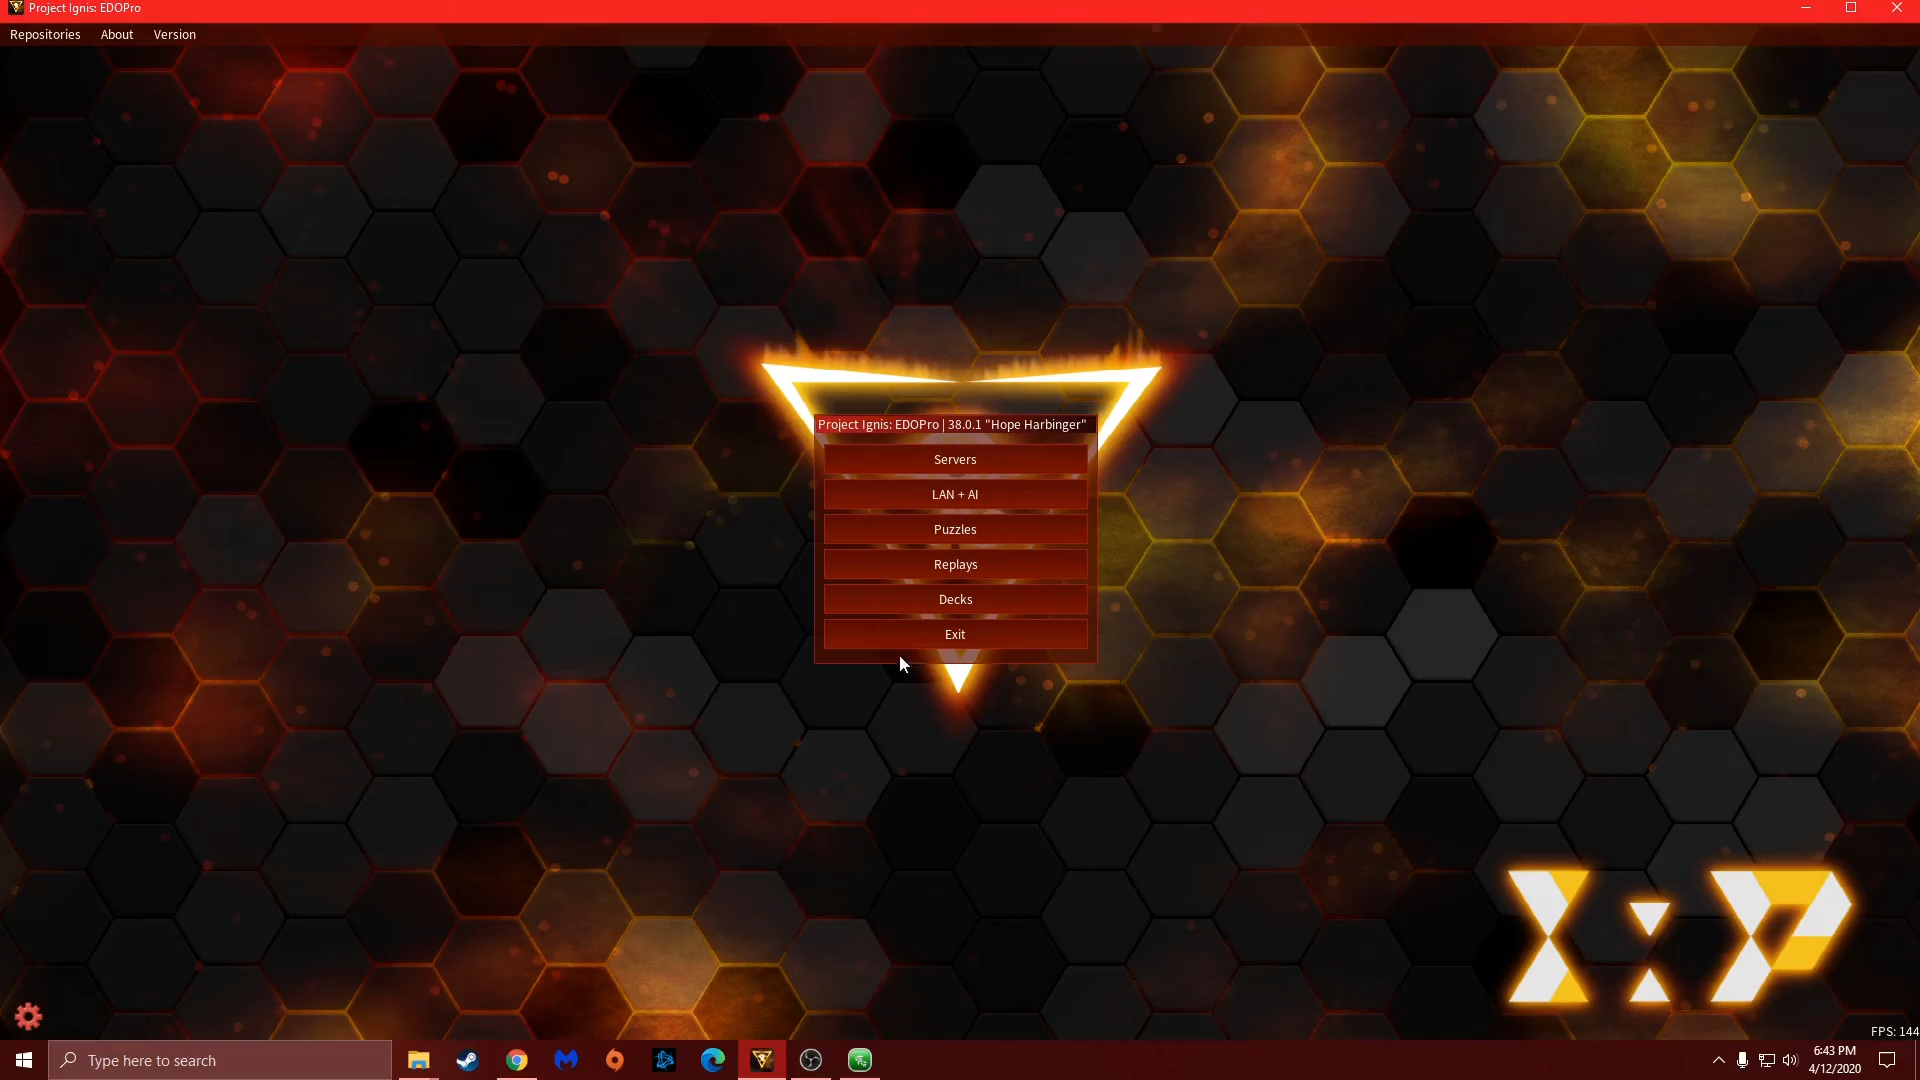 Project Ignis: EDOPro
Repositories About Version
Project Ignis: EDOPro | 38.0.1 "Hope Harbinger"
Servers
LAN + AI
Puzzles
Replays
Decks
Exit
X:P
FPS: 144
Type here to search
6:43 PM
4/12/2020